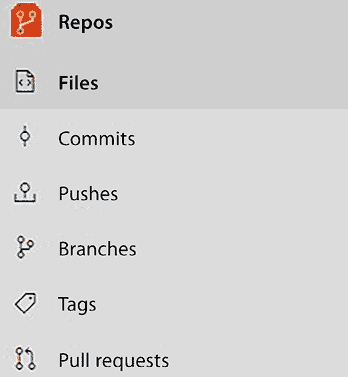 Repos
Files
Commits
Pushes
Branches
Tags
Pull requests